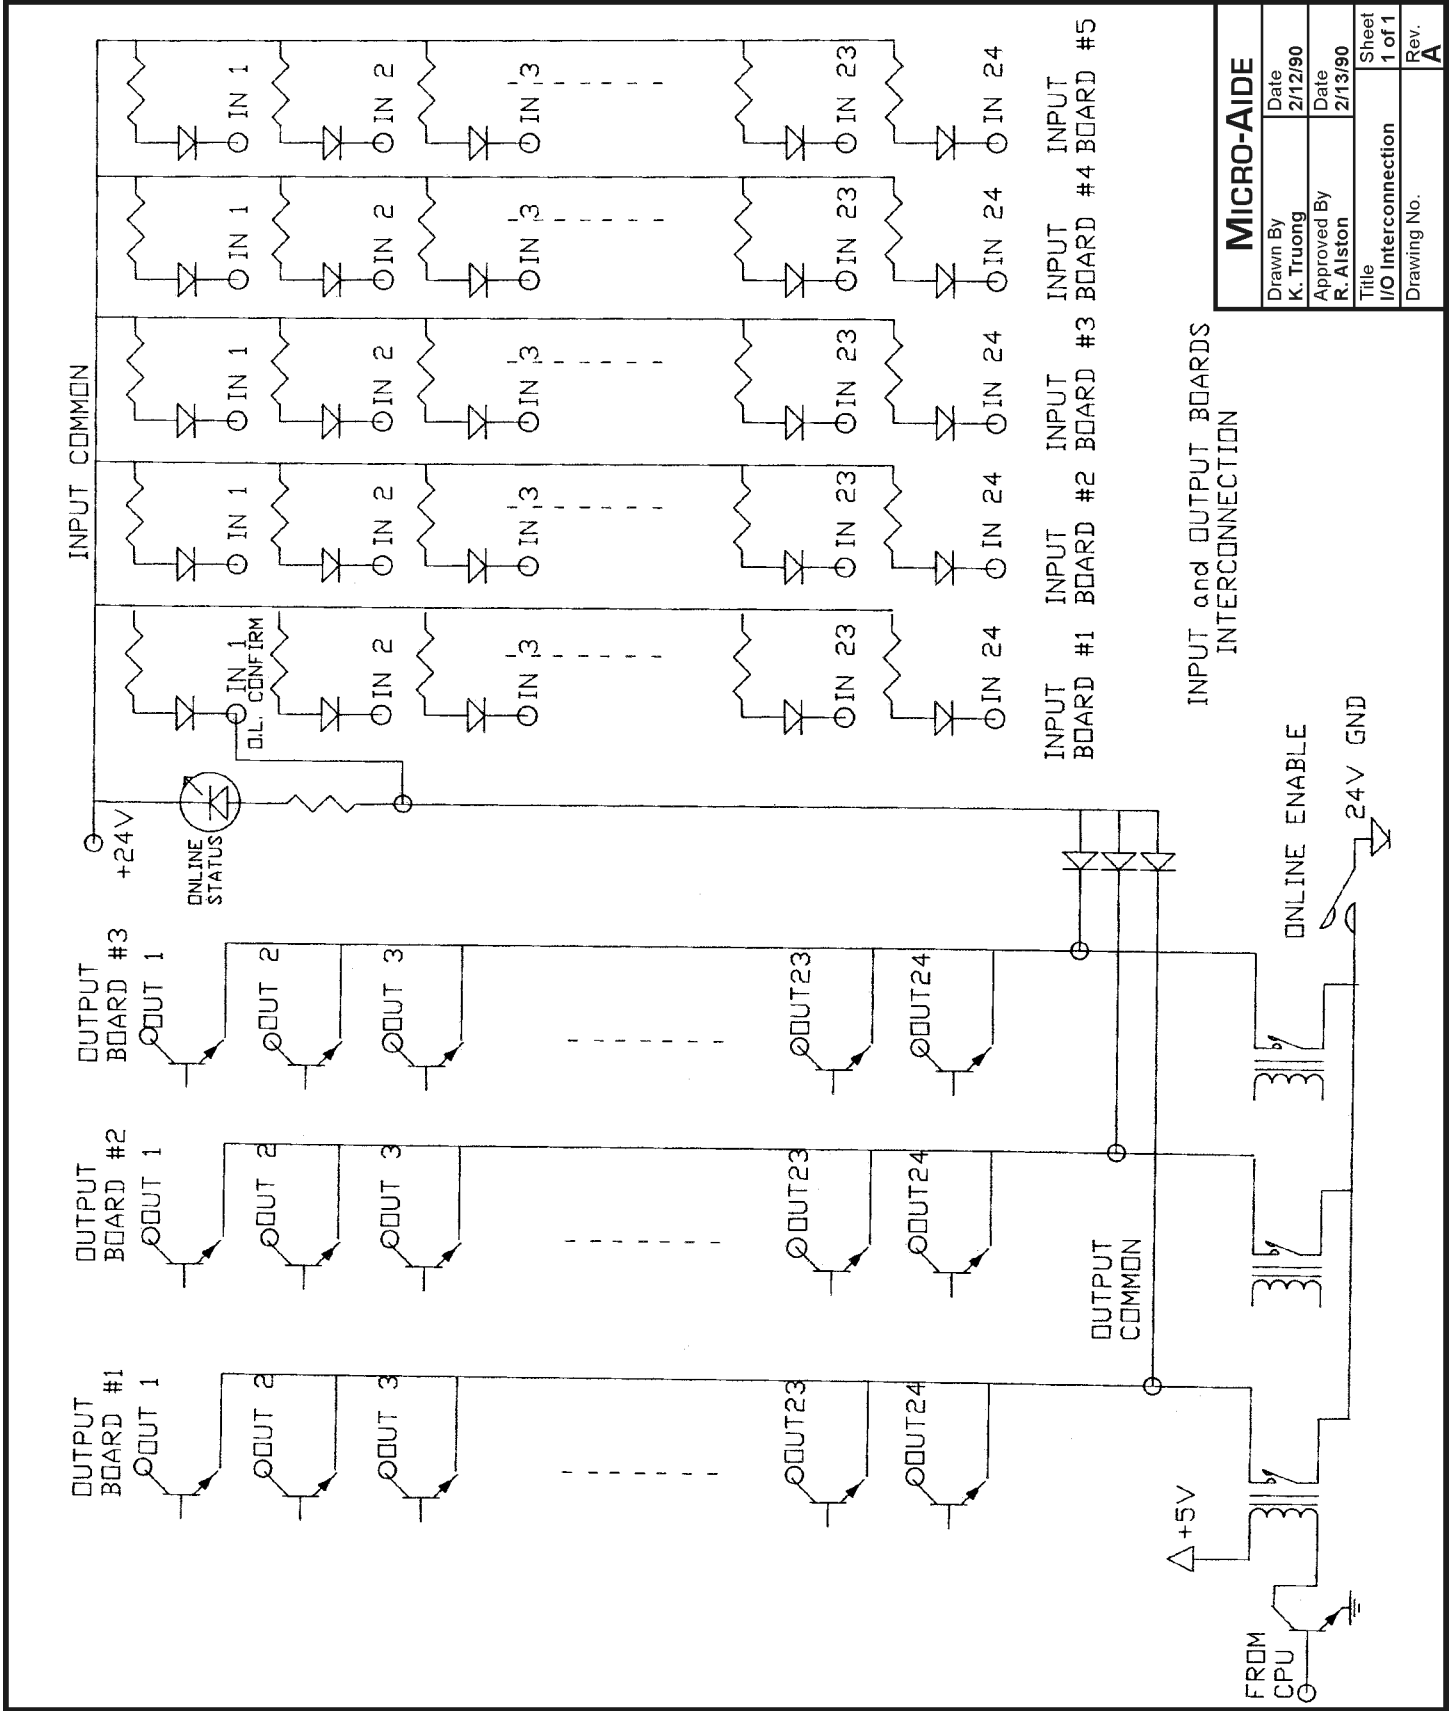 OUTPUT
BOARD #1
OUT 1
OUT 2
OUT 3
OUT23
OUT24
OUTPUT
BOARD #2
OUT 1
OUT 2
OUT 3
OUT23
OUT24
OUTPUT
BOARD #3
OUT 1
OUT 2
OUT 3
OUT23
OUT24
OUTPUT
COMMON
+5V
FROM
CPU
ONLINE ENABLE
24V GND
+24V
ONLINE
STATUS
INPUT COMMON
IN 1
O.L. CONFIRM
IN 2
IN 3
IN 23
IN 24
INPUT
BOARD #1
IN 1
IN 2
IN 3
IN 23
IN 24
INPUT
BOARD #2
IN 1
IN 2
IN 3
IN 23
IN 24
INPUT
BOARD #3
IN 1
IN 2
IN 3
IN 23
IN 24
INPUT
BOARD #4
IN 1
IN 2
IN 3
IN 23
IN 24
INPUT
BOARD #5
INPUT and OUTPUT BOARDS
INTERCONNECTION
MICRO-AIDE
Drawn By
K. Truong
Date
2/12/90
Approved By
R. Alston
Date
2/13/90
Title
I/O Interconnection
Sheet
1 of 1
Drawing No.
Rev.
A